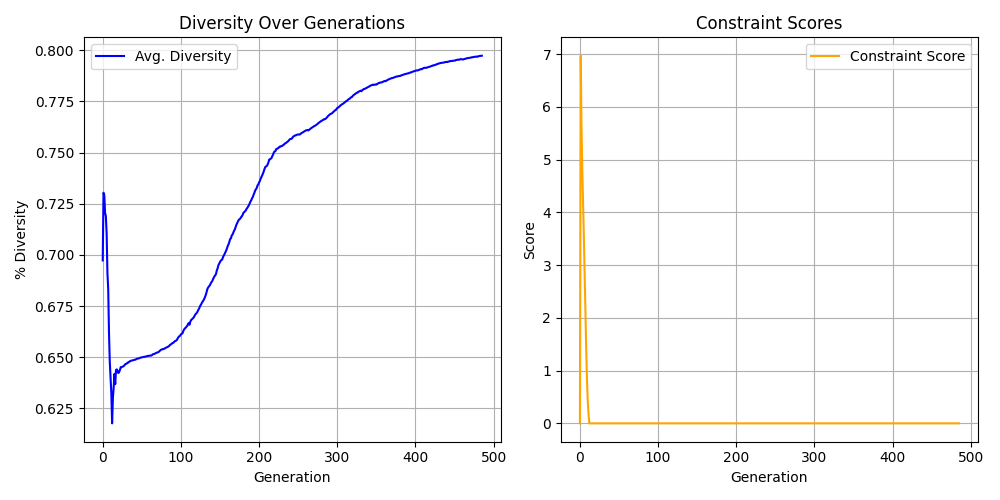 Diversity Over Generations
Avg. Diversity
% Diversity
0.800
0.775
0.750
0.725
0.700
0.675
0.650
0.625
0 100 200 300 400 500
Generation
Constraint Scores
Constraint Score
Score
7
6
5
4
3
2
1
0
0 100 200 300 400 500
Generation